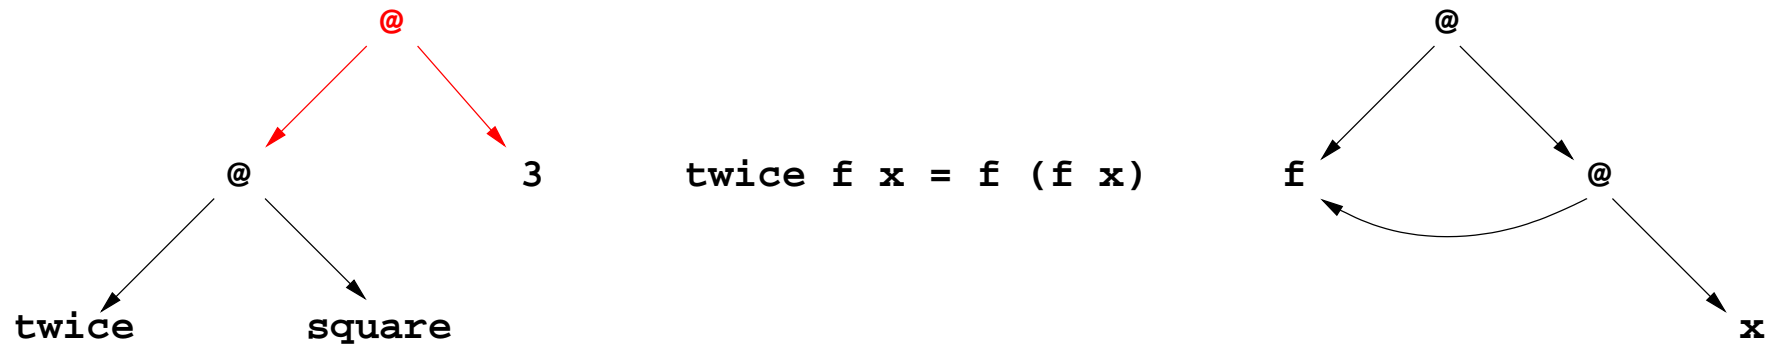 @ @
@ 3 twice f x = f (f x) f @
twice square x